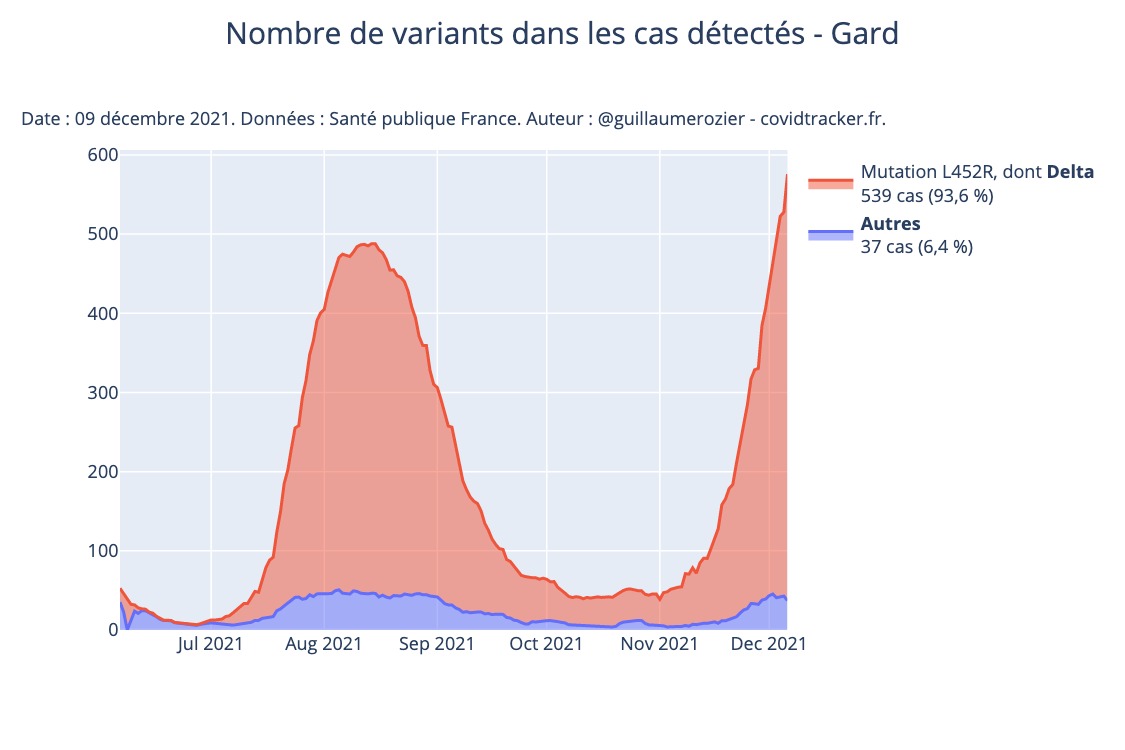 Nombre de variants dans les cas détectés - Gard
Date : 09 décembre 2021. Données : Santé publique France. Auteur : @guillaumerozier - covidtracker.fr.
600
500
400
300
200
100
0
Jul 2021
Aug 2021
Sep 2021
Oct 2021
Nov 2021
Dec 2021
Mutation L452R, dont Delta
539 cas (93,6 %)
Autres
37 cas (6,4 %)